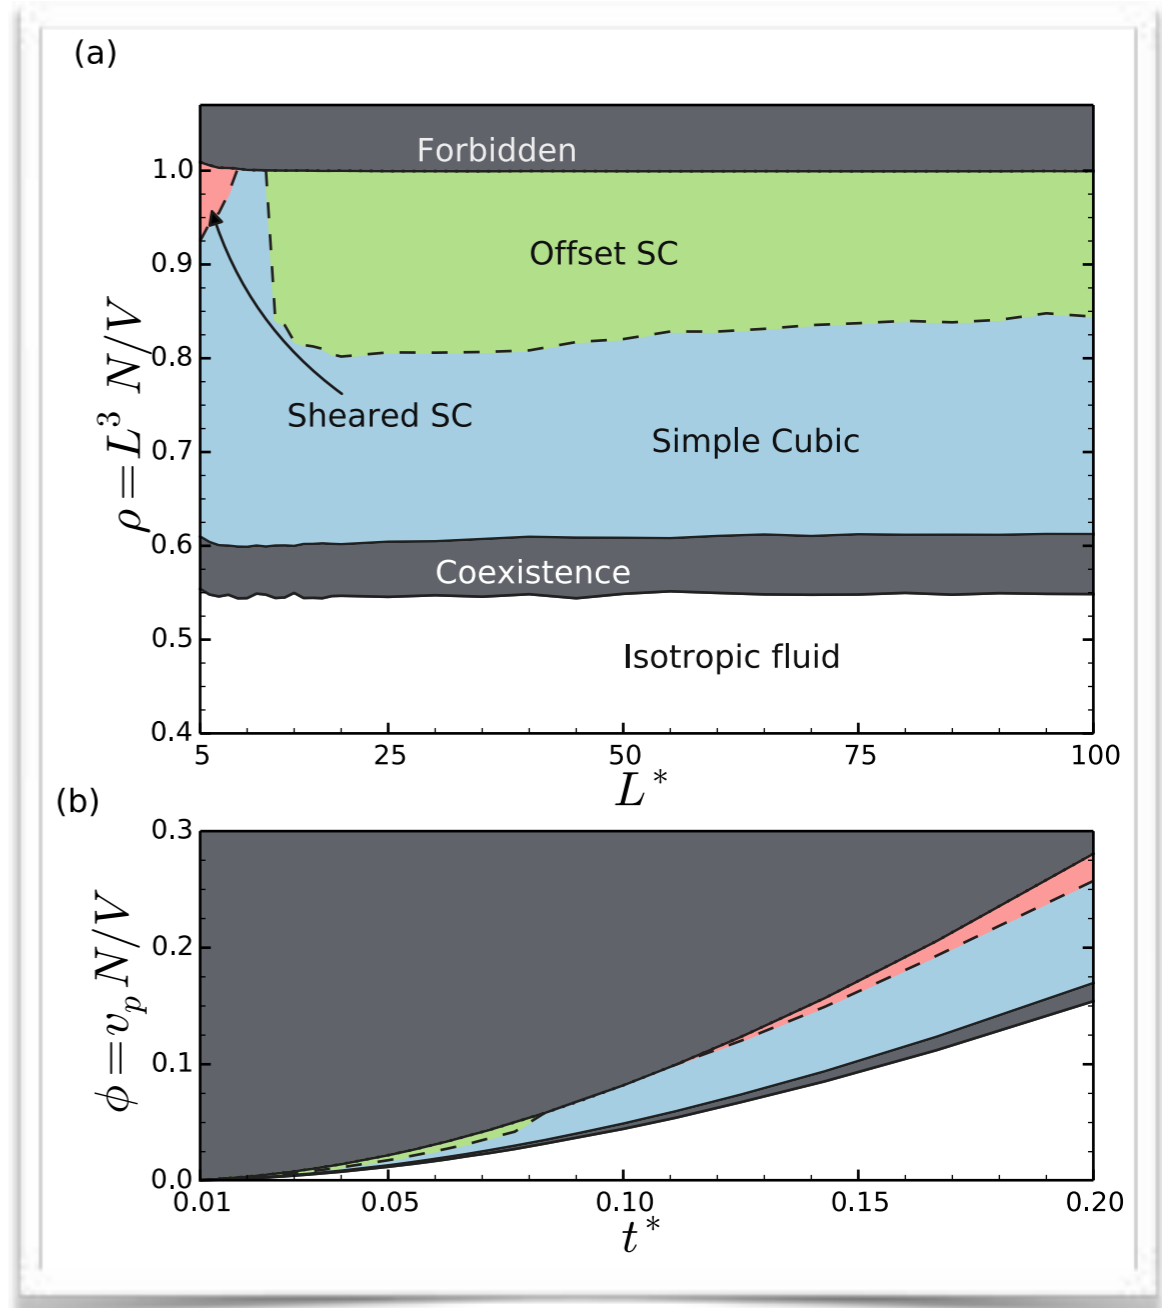 (a)
Forbidden
1.0
Offset SC
0.9
0.8
Sheared SC
Simple Cubic
0.7
ρ=L³ N/V
0.6
Coexistence
0.5
Isotropic fluid
0.4
5 25 50 75 100
L*
(b)
0.3
0.2
ϕ=vₚN/V
0.1
0.0
0.01 0.05 0.10 0.15 0.20
t*